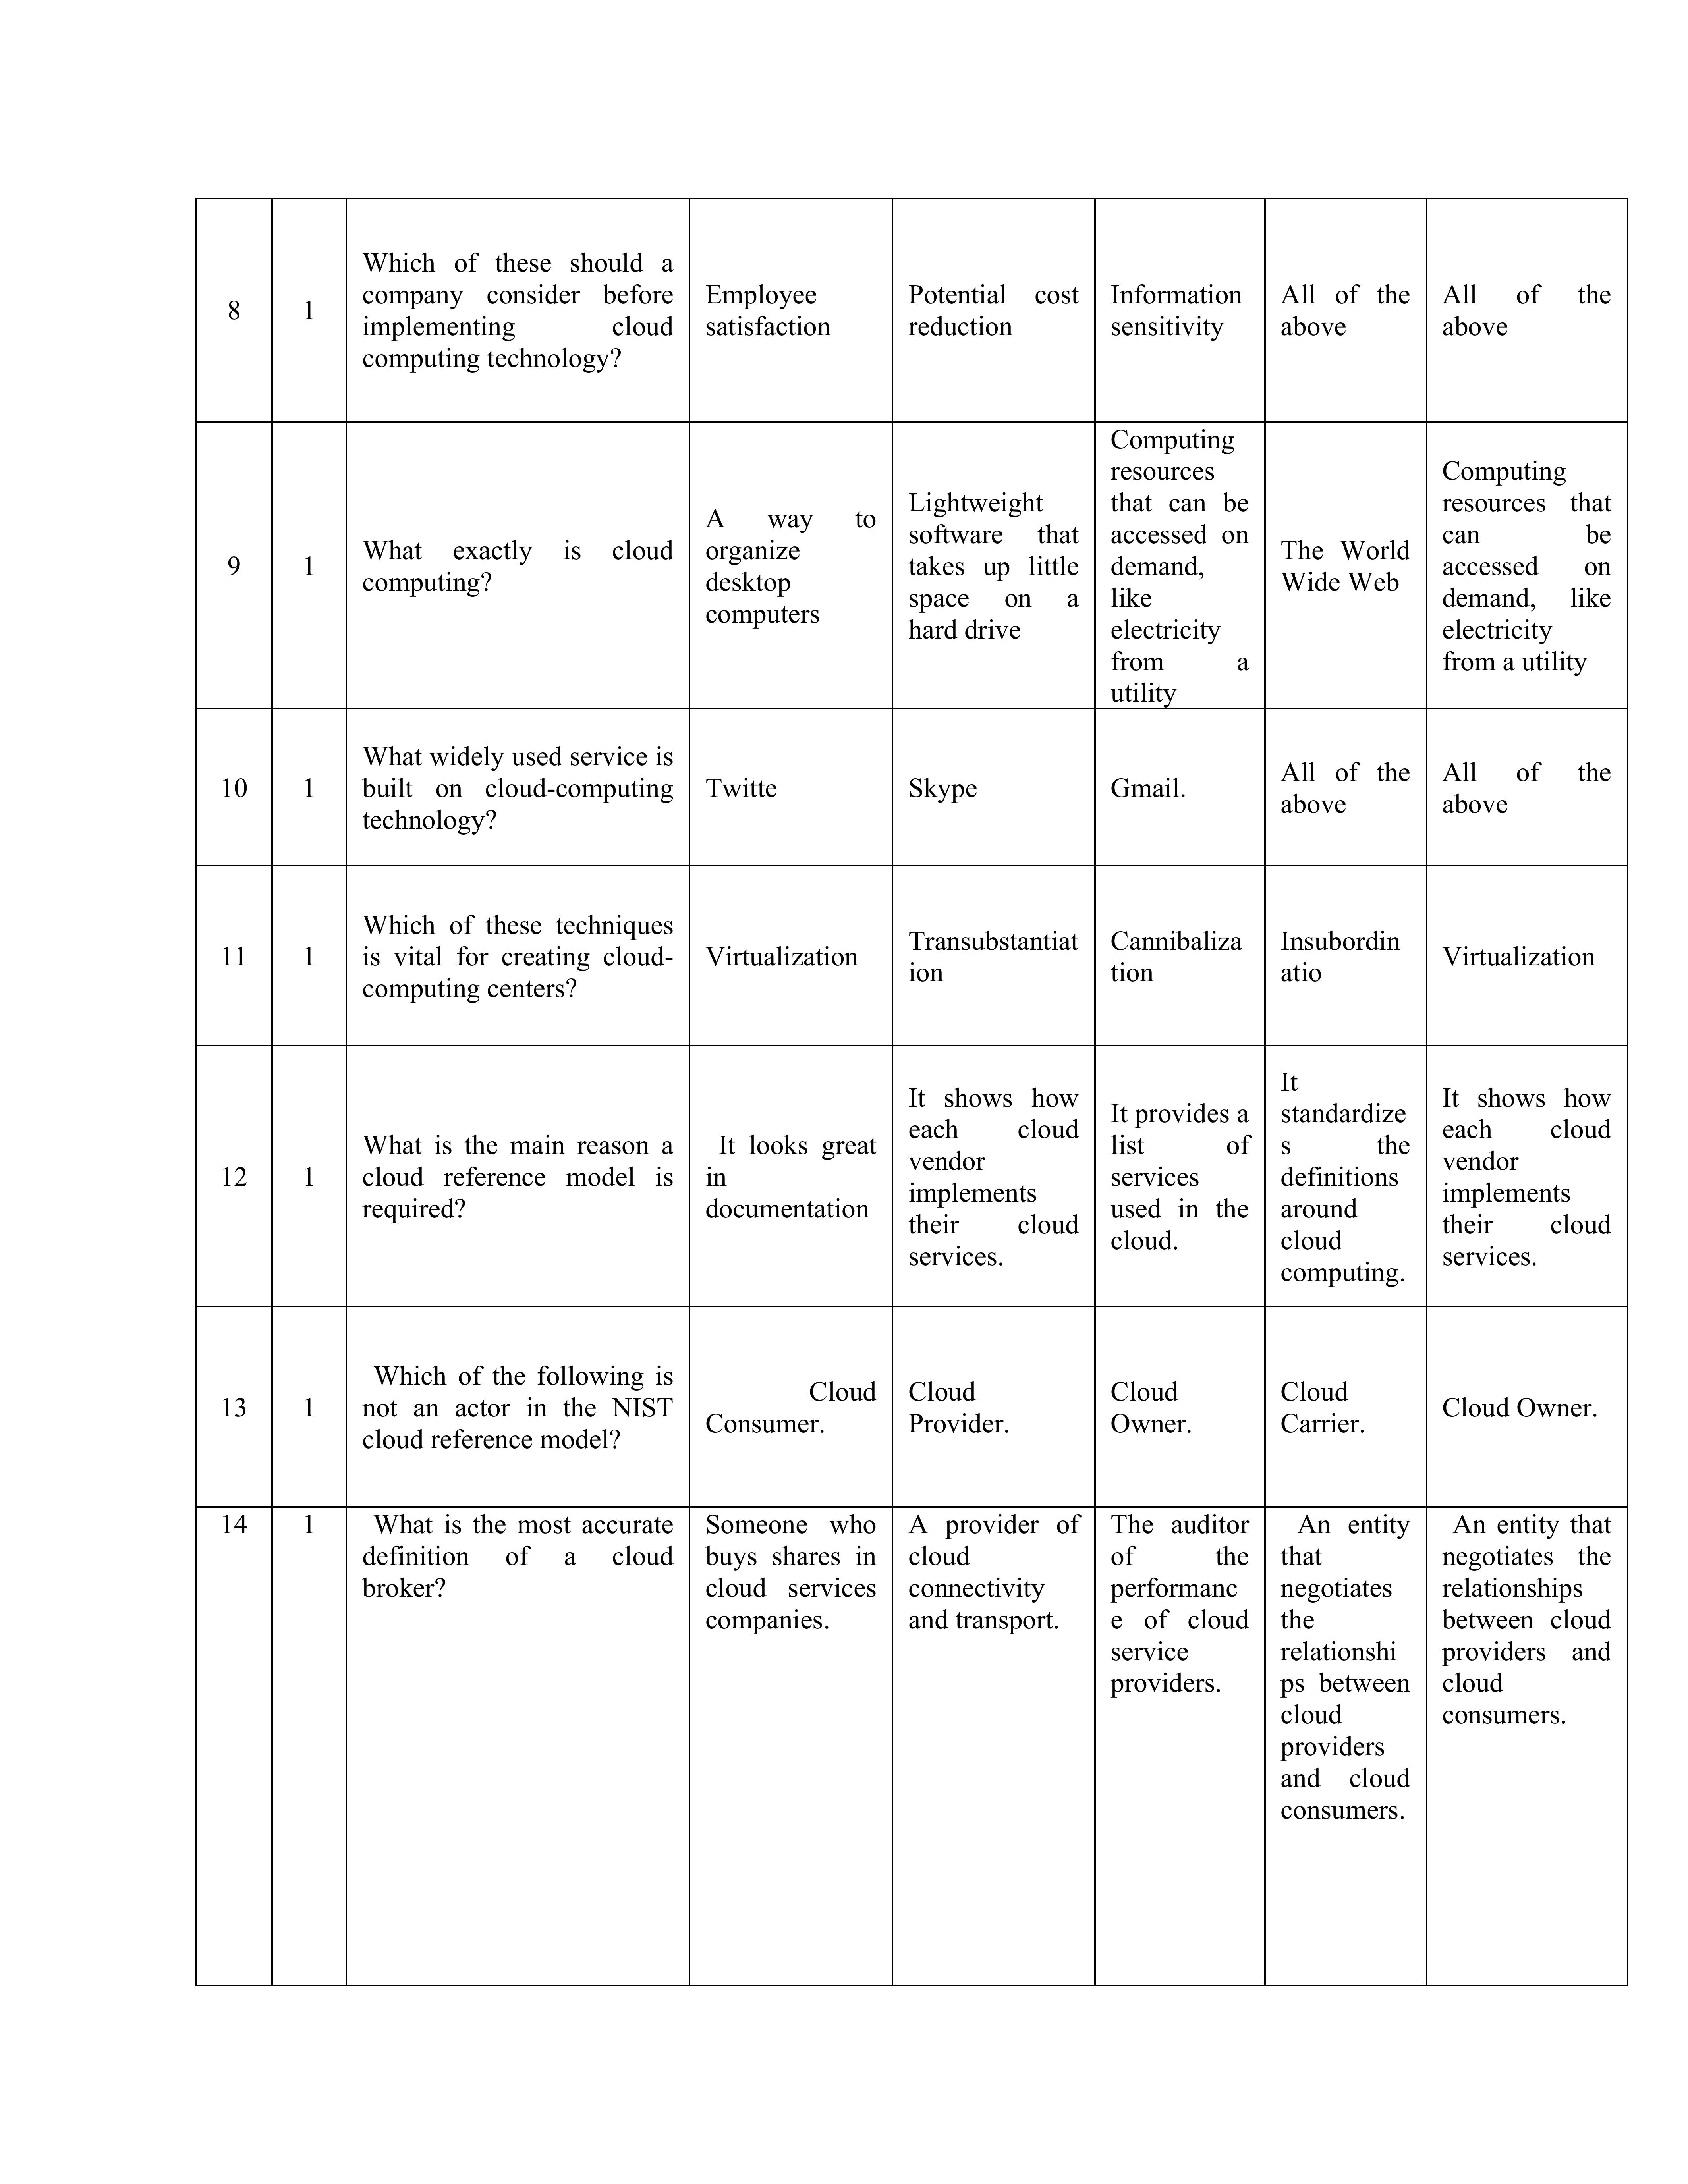 8
1
Which of these should a
company consider before
implementing cloud
computing technology?
Employee
satisfaction
Potential cost
reduction
Information
sensitivity
All of the
above
All of the
above
9
1
What exactly is cloud
computing?
A way to
organize
desktop
computers
Lightweight
software that
takes up little
space on a
hard drive
Computing
resources
that can be
accessed on
demand,
like
electricity
from a
utility
The World
Wide Web
Computing
resources that
can be
accessed on
demand, like
electricity
from a utility
10
1
What widely used service is
built on cloud-computing
technology?
Twitte
Skype
Gmail.
All of the
above
All of the
above
11
1
Which of these techniques
is vital for creating cloud-
computing centers?
Virtualization
Transubstantiat
ion
Cannibaliza
tion
Insubordin
atio
Virtualization
12
1
What is the main reason a
cloud reference model is
required?
It looks great
in
documentation
It shows how
each cloud
vendor
implements
their cloud
services.
It provides a
list of
services
used in the
cloud.
It
standardize
s the
definitions
around
cloud
computing.
It shows how
each cloud
vendor
implements
their cloud
services.
13
1
Which of the following is
not an actor in the NIST
cloud reference model?
Cloud
Consumer.
Cloud
Provider.
Cloud
Owner.
Cloud
Carrier.
Cloud Owner.
14
1
What is the most accurate
definition of a cloud
broker?
Someone who
buys shares in
cloud services
companies.
A provider of
cloud
connectivity
and transport.
The auditor
of the
performanc
e of cloud
service
providers.
An entity
that
negotiates
the
relationshi
ps between
cloud
providers
and cloud
consumers.
An entity that
negotiates the
relationships
between cloud
providers and
cloud
consumers.